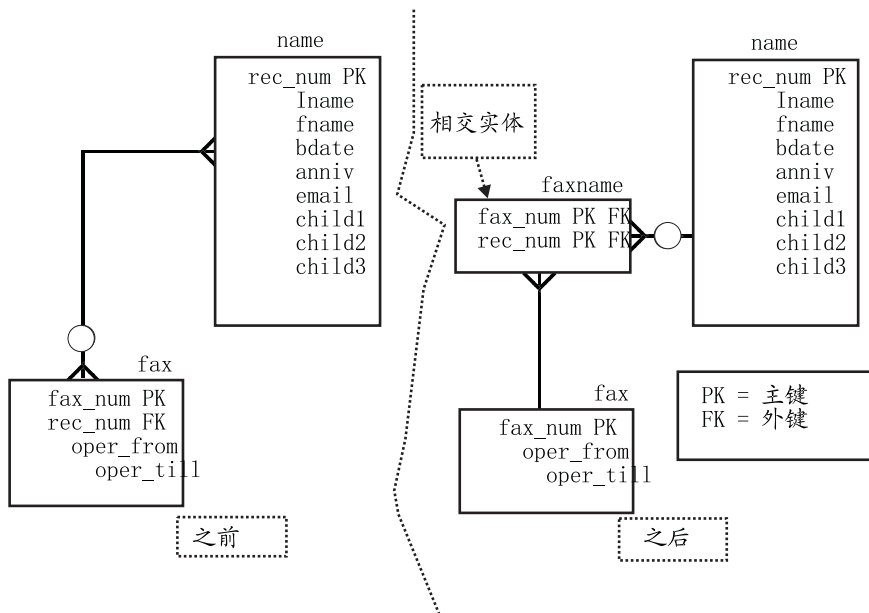 name
rec_num PK
Iname
fname
bdate
anniv
email
child1
child2
child3
fax
fax_num PK
rec_num FK
oper_from
oper_till
之前
相交实体
faxname
fax_num PK FK
rec_num PK FK
name
rec_num PK
Iname
fname
bdate
anniv
email
child1
child2
child3
fax
fax_num PK
oper_from
oper_till
PK = 主键
FK = 外键
之后